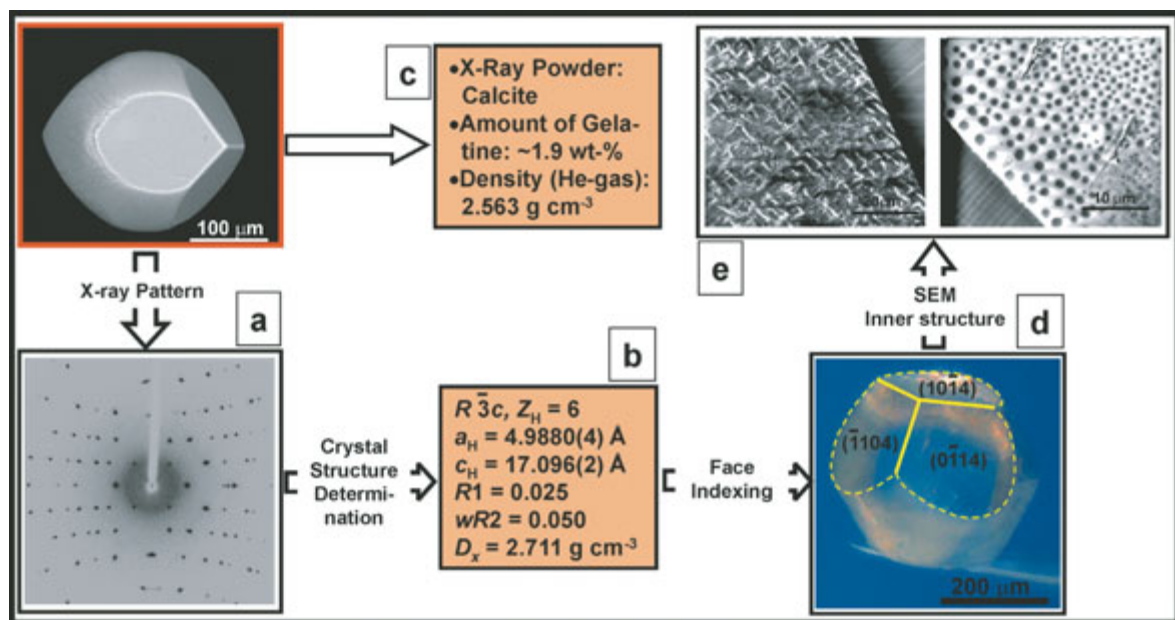 100 μm
c
•X-Ray Powder:
Calcite
•Amount of Gela-
tine: ~1.9 wt-%
•Density (He-gas):
2.563 g cm⁻³
10 μm
e
X-ray Pattern
a
SEM
Inner structure
d
b
R 3̅c, Z_H = 6
a_H = 4.9880(4) Å
c_H = 17.096(2) Å
R1 = 0.025
wR2 = 0.050
D_x = 2.711 g cm⁻³
Crystal
Structure
Determi-
nation
Face
Indexing
(101̅4)
(1̅104)
(01̅14)
200 μm